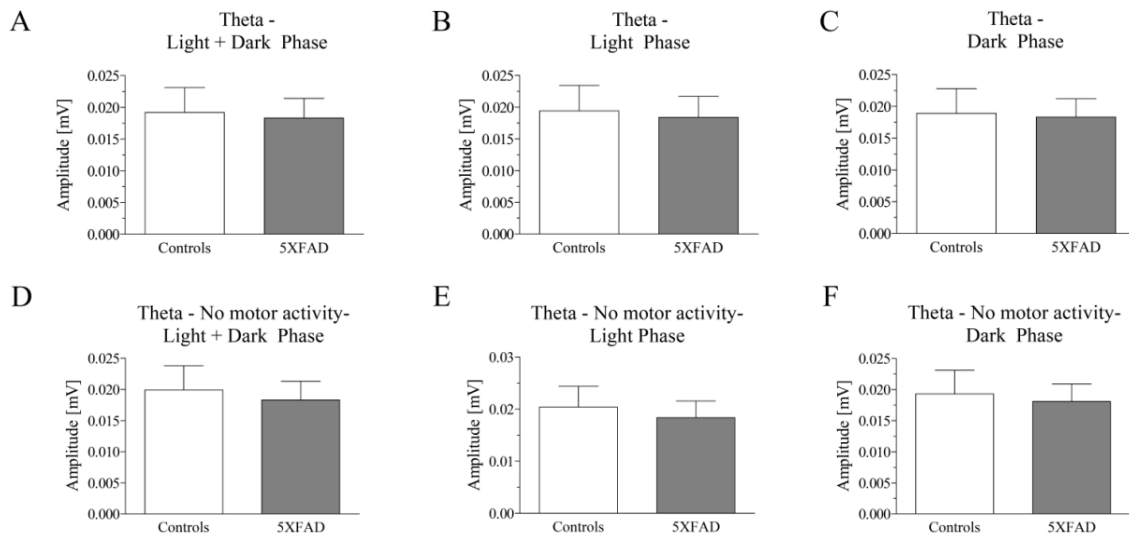 A
Theta -
Light + Dark Phase
Amplitude [mV]
0.025
0.020
0.015
0.010
0.005
0.000
Controls
5XFAD
B
Theta -
Light Phase
Amplitude [mV]
0.025
0.020
0.015
0.010
0.005
0.000
Controls
5XFAD
C
Theta -
Dark Phase
Amplitude [mV]
0.025
0.020
0.015
0.010
0.005
0.000
Controls
5XFAD
D
Theta - No motor activity-
Light + Dark Phase
Amplitude [mV]
0.025
0.020
0.015
0.010
0.005
0.000
Controls
5XFAD
E
Theta - No motor activity-
Light Phase
Amplitude [mV]
0.03
0.02
0.01
0.00
Controls
5XFAD
F
Theta - No motor activity-
Dark Phase
Amplitude [mV]
0.025
0.020
0.015
0.010
0.005
0.000
Controls
5XFAD